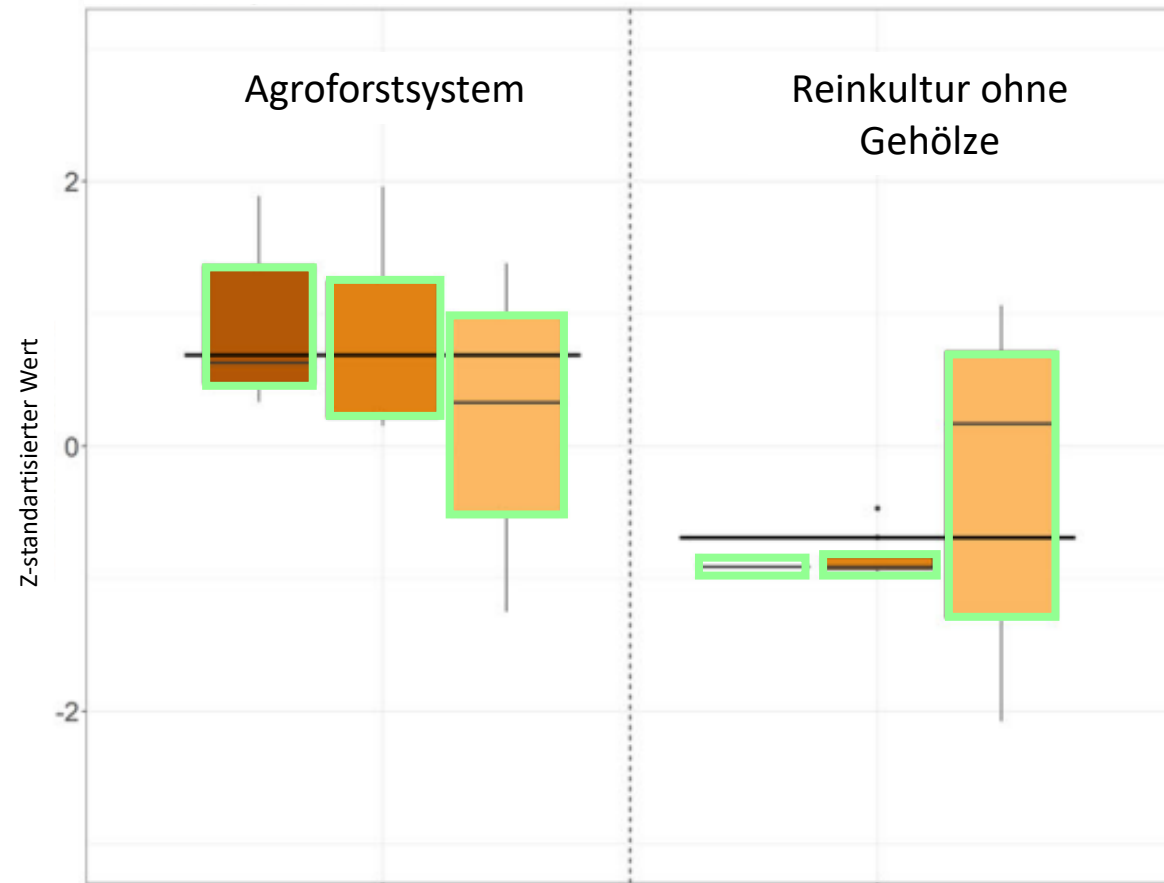 Agroforstsystem
Reinkultur ohne
Gehölze
Z-standartisierter Wert
2
0
-2